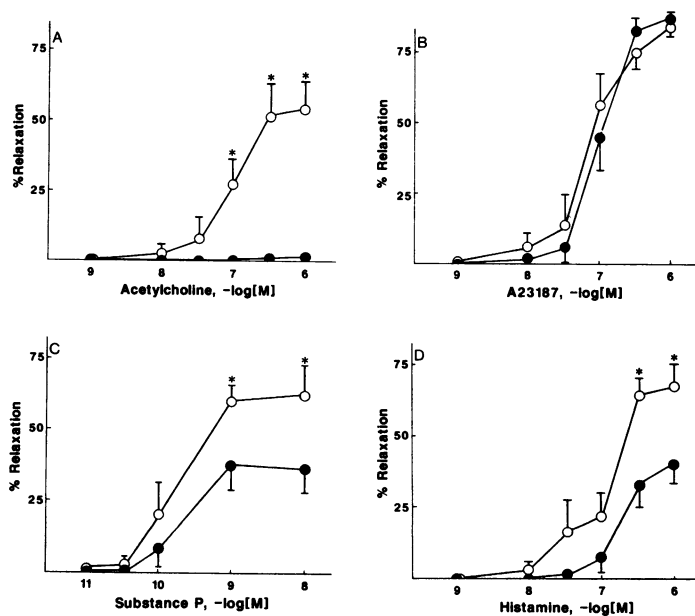 A
75
50
25
%Relaxation
* * *
9 8 7 6
Acetylcholine, -log[M]
B
75
50
25
% Relaxation
9 8 7 6
A23187, -log[M]
C
75
50
25
% Relaxation
* *
11 10 9 8
Substance P, -log[M]
D
75
50
25
% Relaxation
* *
9 8 7 6
Histamine, -log[M]